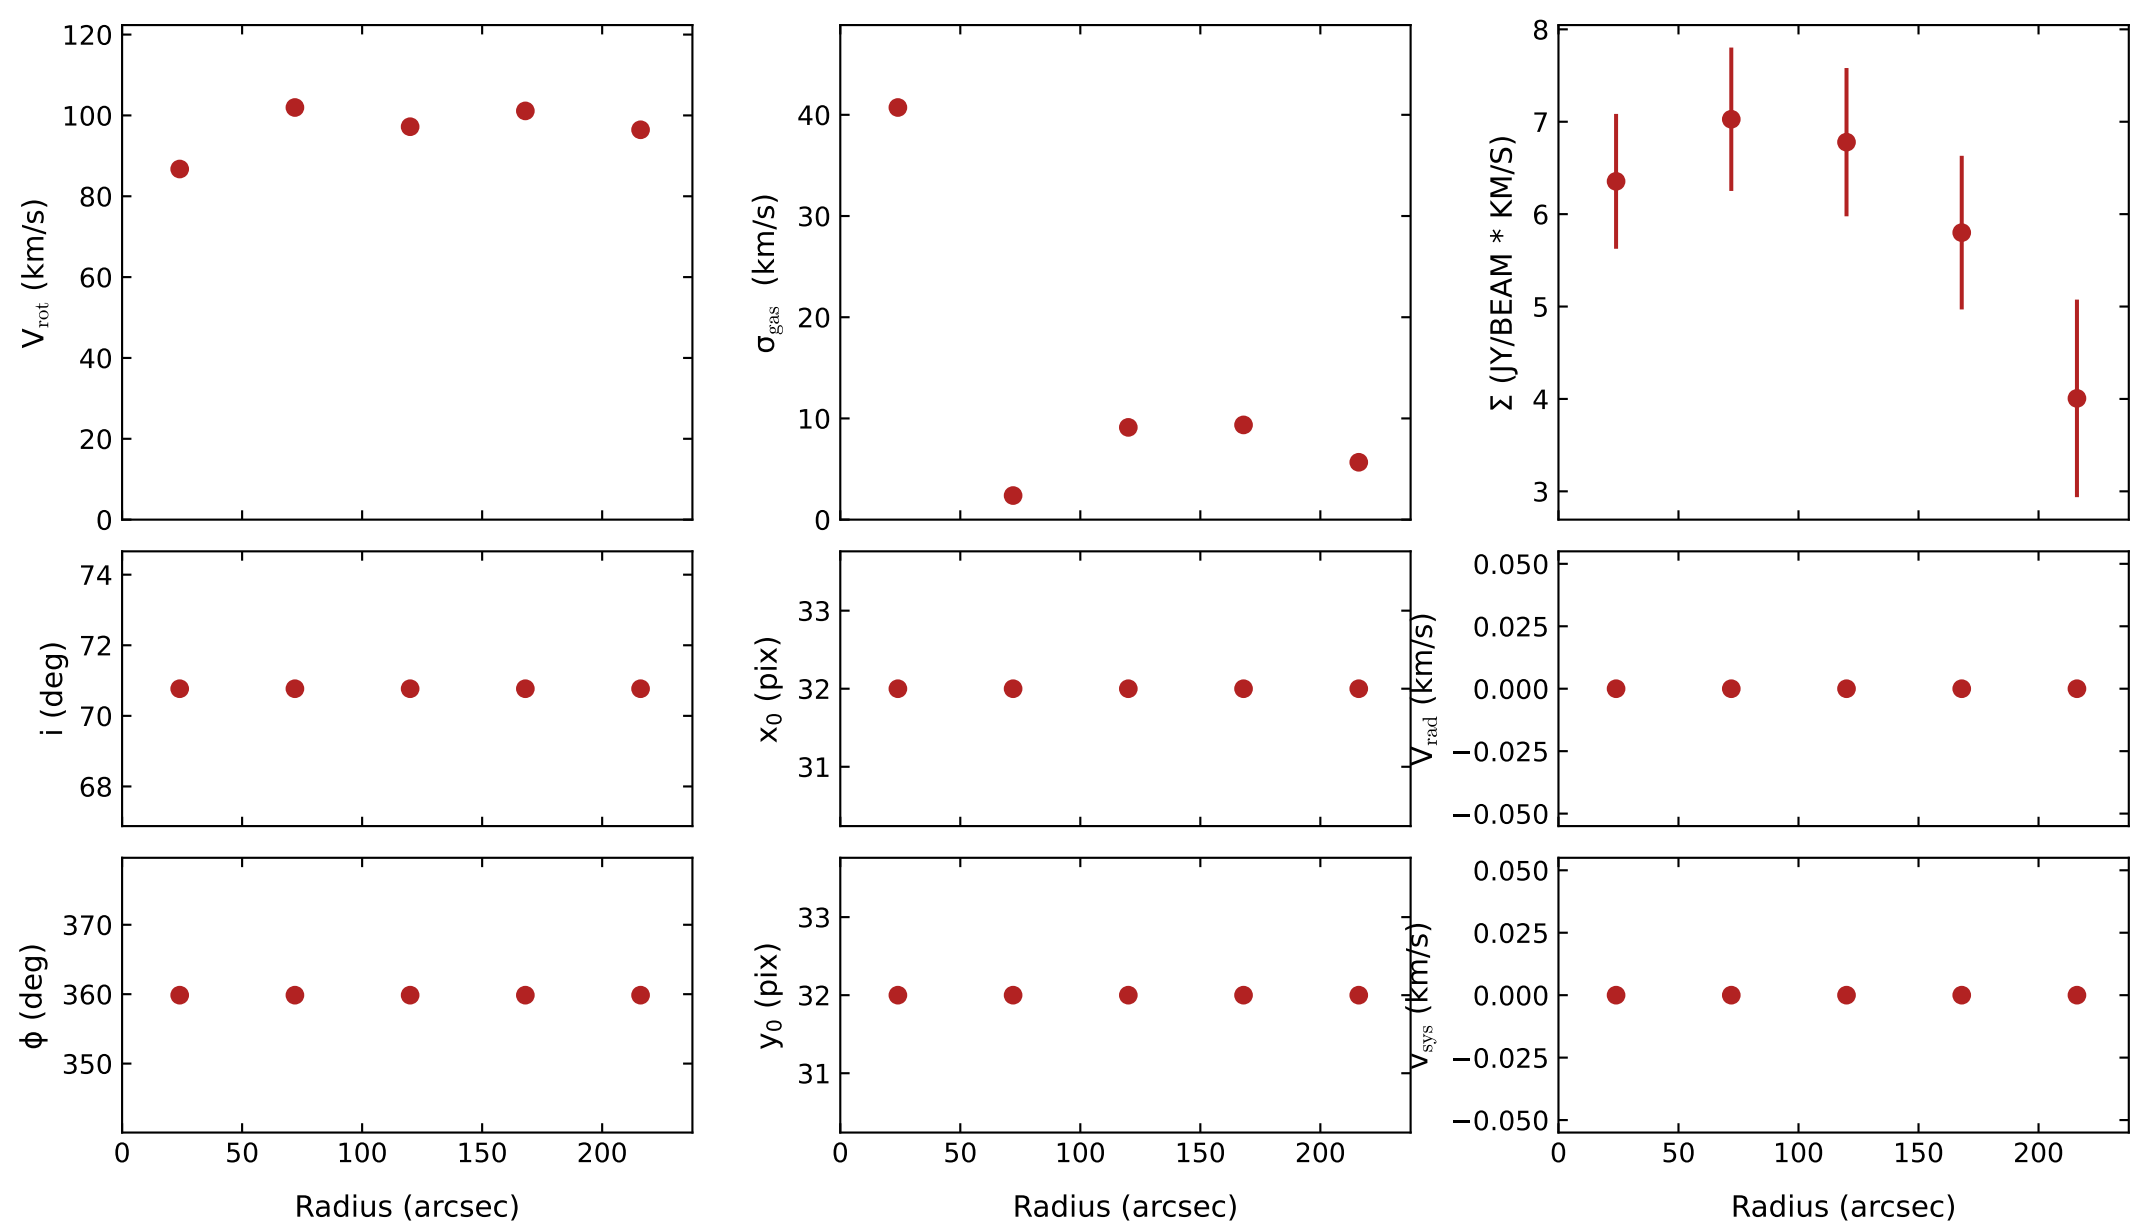 120
100
80
60
40
20
0
V_rot (km/s)
40
30
20
10
0
σ_gas (km/s)
8
7
6
5
4
3
Σ (JY/BEAM * KM/S)
74
72
70
68
i (deg)
33
32
31
x₀ (pix)
0.050
0.025
0.000
−0.025
−0.050
V_rad (km/s)
370
360
350
ϕ (deg)
0 50 100 150 200
Radius (arcsec)
33
32
31
y₀ (pix)
0 50 100 150 200
Radius (arcsec)
0.050
0.025
0.000
−0.025
−0.050
v_sys (km/s)
0 50 100 150 200
Radius (arcsec)